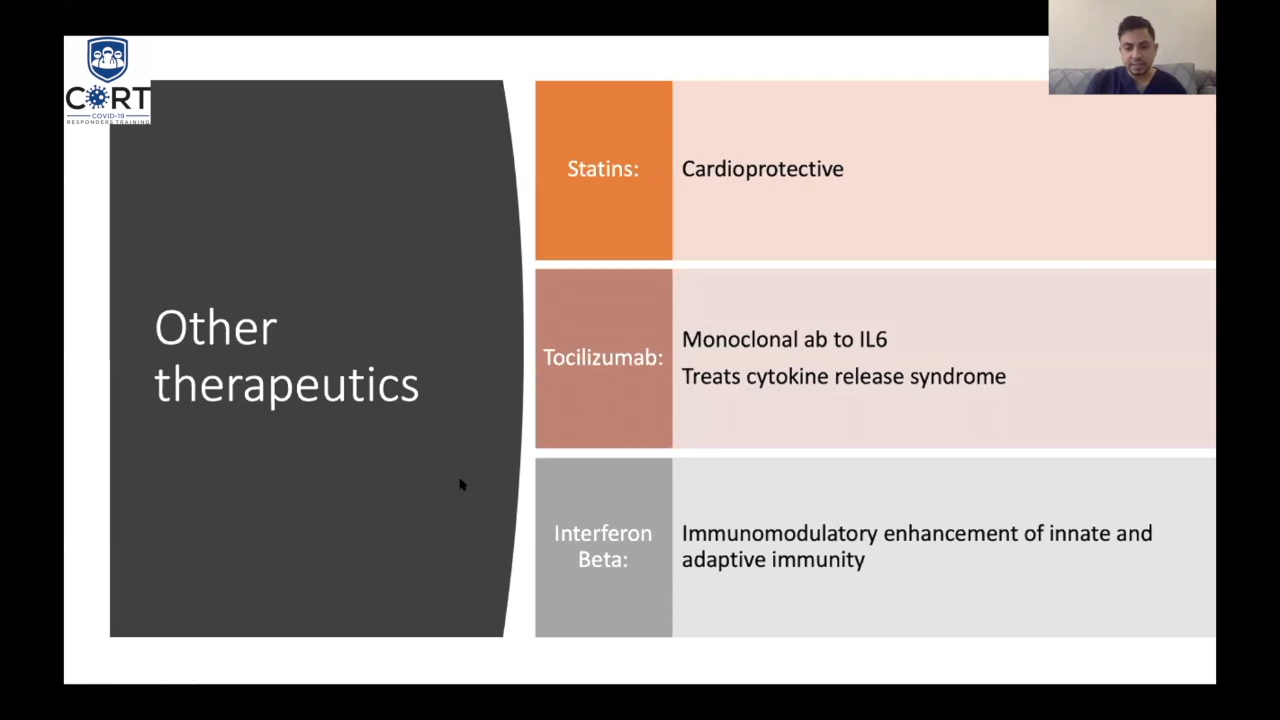 CORT
COVID-19
RESPONDERS TRAINING
Other
therapeutics
Statins:
Cardioprotective
Tocilizumab:
Monoclonal ab to IL6
Treats cytokine release syndrome
Interferon
Beta:
Immunomodulatory enhancement of innate and
adaptive immunity